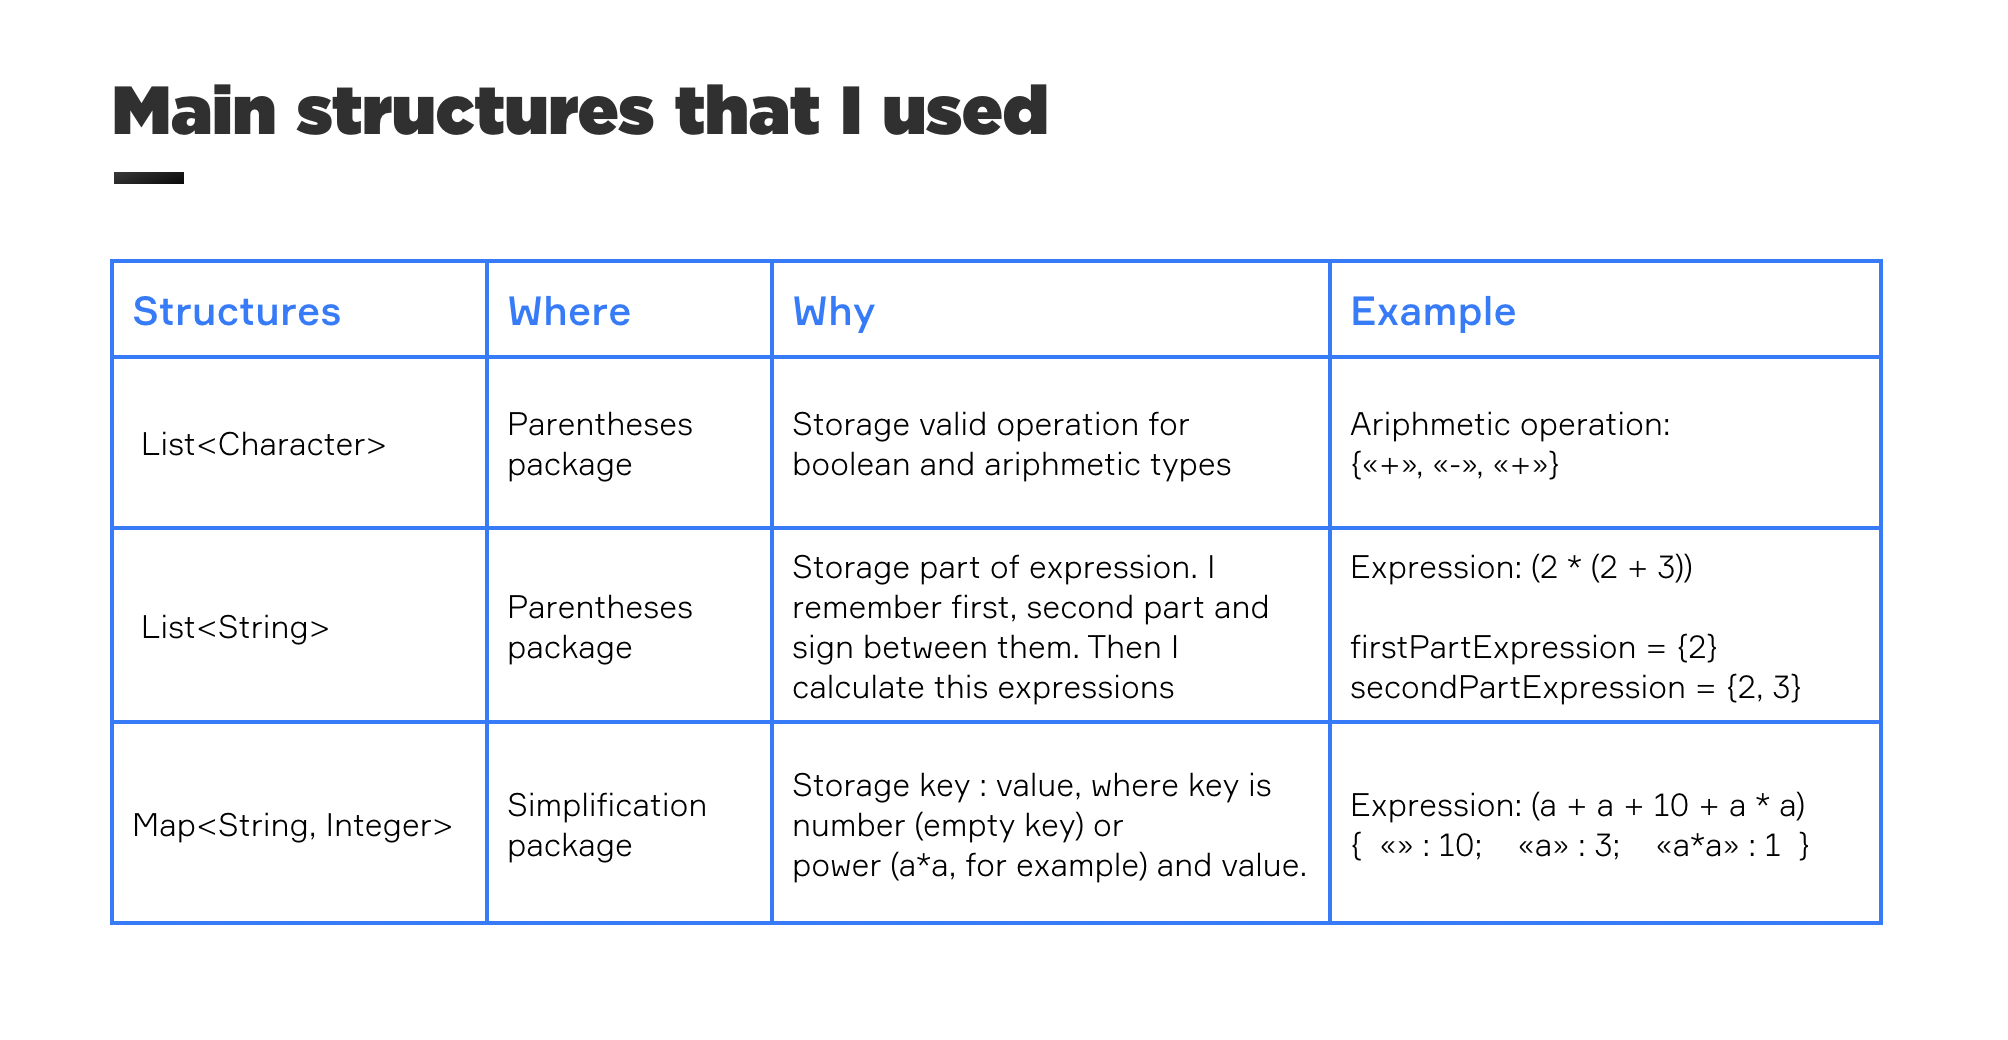 Main structures that I used
Structures
Where
Why
Example
List<Character>
Parentheses
package
Storage valid operation for
boolean and ariphmetic types
Ariphmetic operation:
{«+», «-», «+»}
List<String>
Parentheses
package
Storage part of expression. I
remember first, second part and
sign between them. Then I
calculate this expressions
Expression: (2 * (2 + 3))
firstPartExpression = {2}
secondPartExpression = {2, 3}
Map<String, Integer>
Simplification
package
Storage key : value, where key is
number (empty key) or
power (a*a, for example) and value.
Expression: (a + a + 10 + a * a)
{ «» : 10; «a» : 3; «a*a» : 1 }